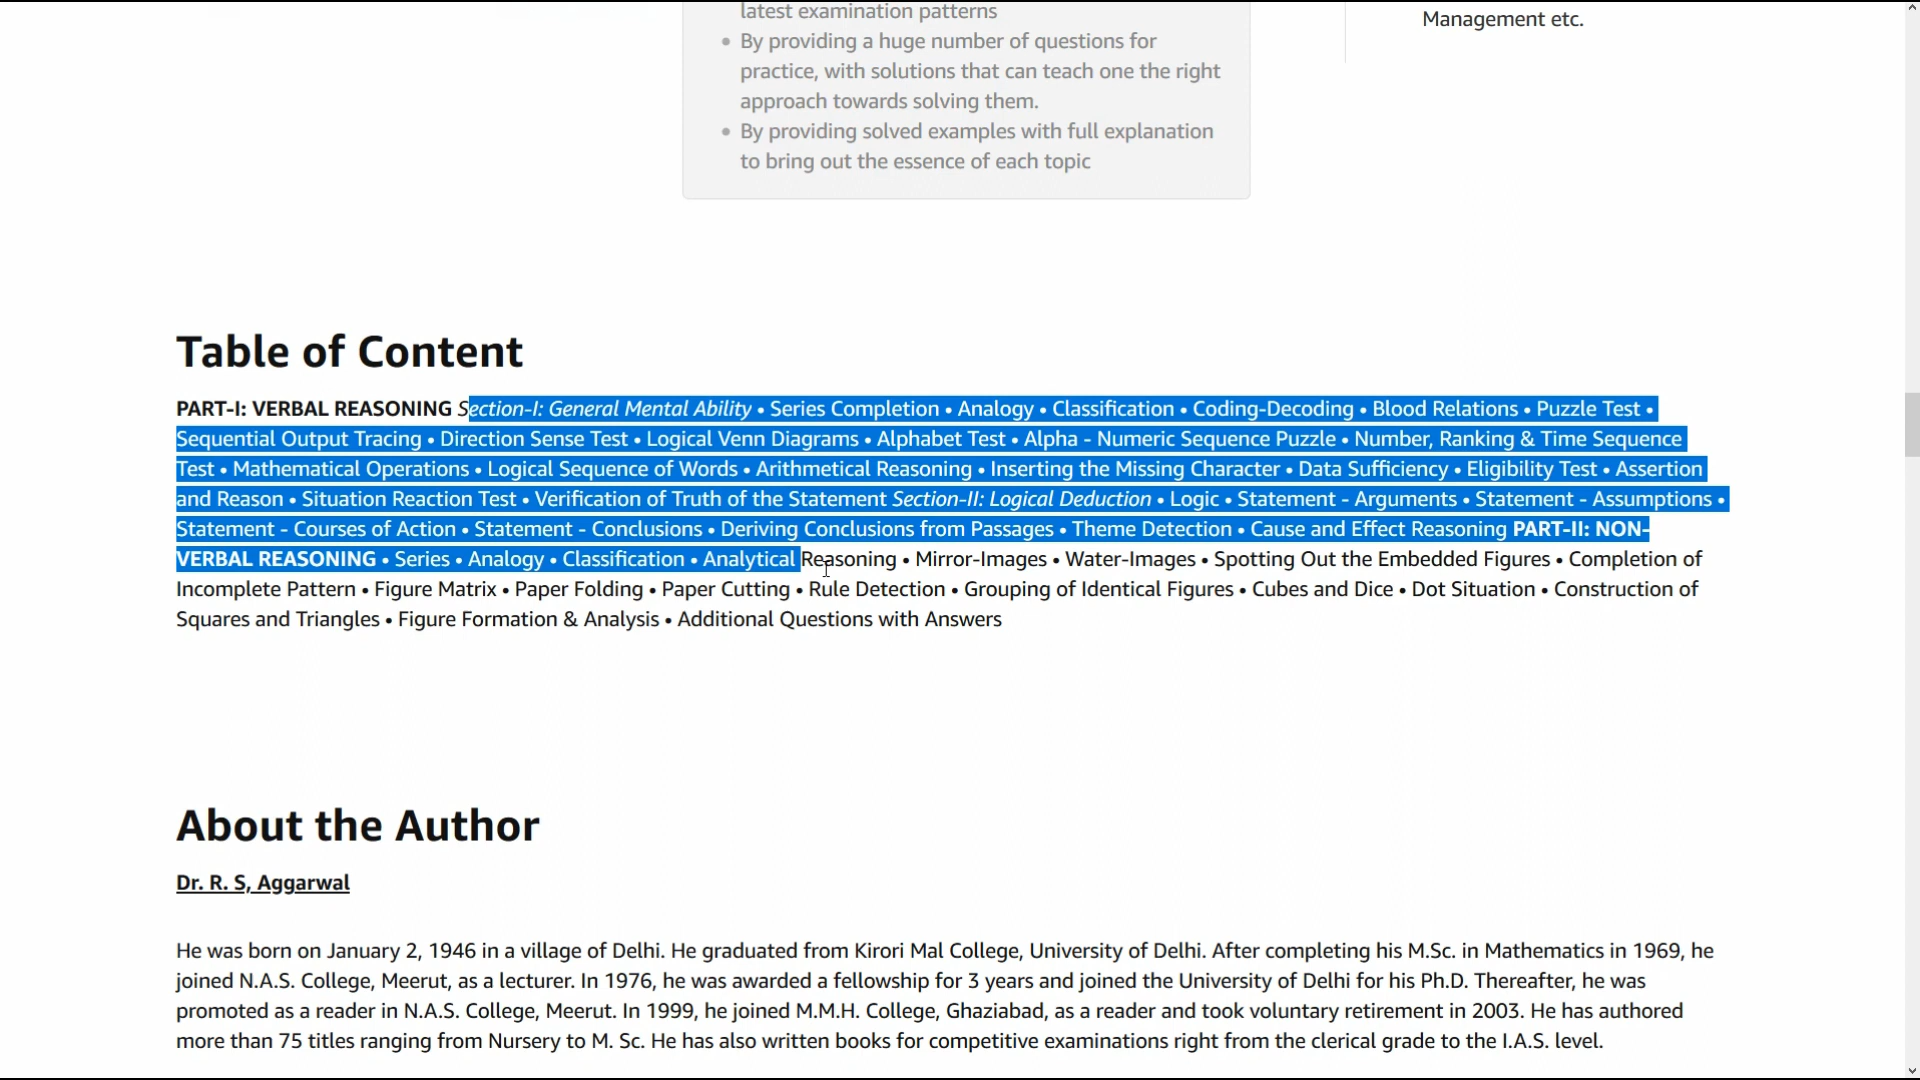 latest examination patterns
Management etc.
• By providing a huge number of questions for
practice, with solutions that can teach one the right
approach towards solving them.
• By providing solved examples with full explanation
to bring out the essence of each topic
Table of Content
PART-I: VERBAL REASONING Section-I: General Mental Ability • Series Completion • Analogy • Classification • Coding-Decoding • Blood Relations • Puzzle Test •
Sequential Output Tracing • Direction Sense Test • Logical Venn Diagrams • Alphabet Test • Alpha - Numeric Sequence Puzzle • Number, Ranking & Time Sequence
Test • Mathematical Operations • Logical Sequence of Words • Arithmetical Reasoning • Inserting the Missing Character • Data Sufficiency • Eligibility Test • Assertion
and Reason • Situation Reaction Test • Verification of Truth of the Statement Section-II: Logical Deduction • Logic • Statement - Arguments • Statement - Assumptions •
Statement - Courses of Action • Statement - Conclusions • Deriving Conclusions from Passages • Theme Detection • Cause and Effect Reasoning PART-II: NON-
VERBAL REASONING • Series • Analogy • Classification • Analytical Reasoning • Mirror-Images • Water-Images • Spotting Out the Embedded Figures • Completion of
Incomplete Pattern • Figure Matrix • Paper Folding • Paper Cutting • Rule Detection • Grouping of Identical Figures • Cubes and Dice • Dot Situation • Construction of
Squares and Triangles • Figure Formation & Analysis • Additional Questions with Answers
About the Author
Dr. R. S, Aggarwal
He was born on January 2, 1946 in a village of Delhi. He graduated from Kirori Mal College, University of Delhi. After completing his M.Sc. in Mathematics in 1969, he
joined N.A.S. College, Meerut, as a lecturer. In 1976, he was awarded a fellowship for 3 years and joined the University of Delhi for his Ph.D. Thereafter, he was
promoted as a reader in N.A.S. College, Meerut. In 1999, he joined M.M.H. College, Ghaziabad, as a reader and took voluntary retirement in 2003. He has authored
more than 75 titles ranging from Nursery to M. Sc. He has also written books for competitive examinations right from the clerical grade to the I.A.S. level.